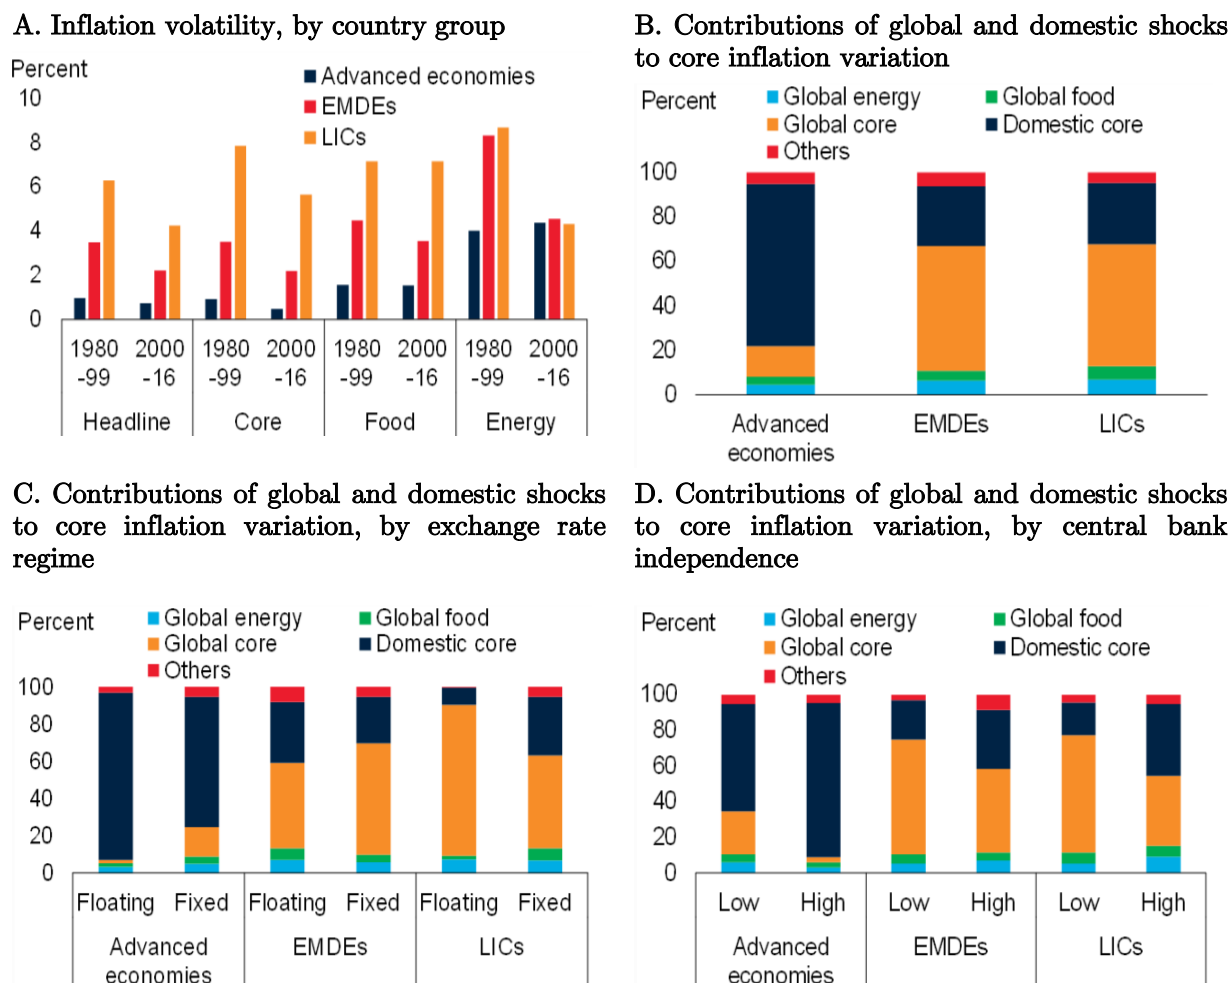 A. Inflation volatility, by country group
Percent
Advanced economies
EMDEs
LICs
10
8
6
4
2
0
1980 2000 1980 2000 1980 2000 1980 2000
-99 -16 -99 -16 -99 -16 -99 -16
Headline Core Food Energy
B. Contributions of global and domestic shocks
to core inflation variation
Percent
Global energy Global food
Global core Domestic core
Others
100
80
60
40
20
0
Advanced EMDEs LICs
economies
C. Contributions of global and domestic shocks
to core inflation variation, by exchange rate
regime
Percent
Global energy Global food
Global core Domestic core
Others
100
80
60
40
20
0
Floating Fixed Floating Fixed Floating Fixed
Advanced EMDEs LICs
economies
D. Contributions of global and domestic shocks
to core inflation variation, by central bank
independence
Percent
Global energy Global food
Global core Domestic core
Others
100
80
60
40
20
0
Low High Low High Low High
Advanced EMDEs LICs
economies